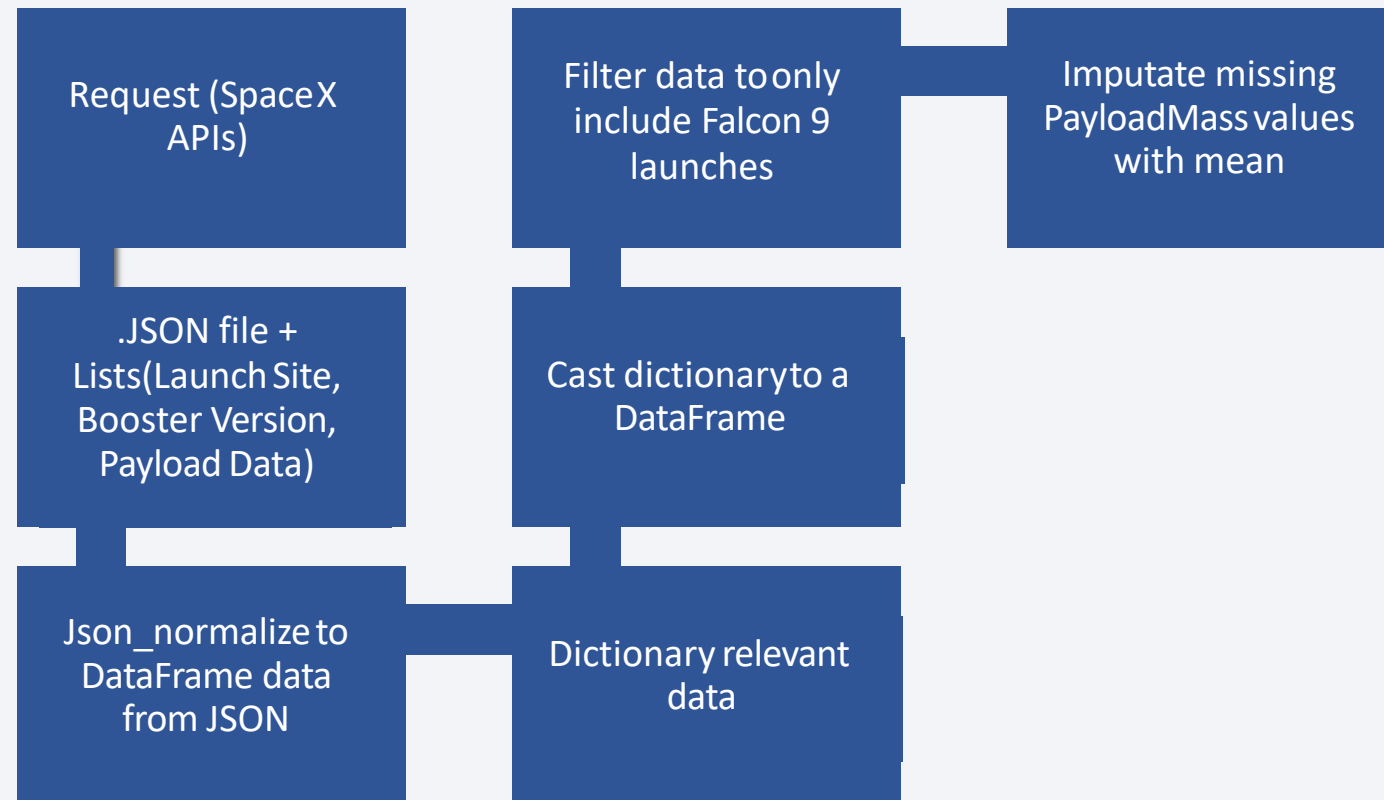 Request (SpaceX
APIs)
.JSON file +
Lists(Launch Site,
Booster Version,
Payload Data)
Json_normalize to
DataFrame data
from JSON
Dictionary relevant
data
Cast dictionary to a
DataFrame
Filter data to only
include Falcon 9
launches
Imputate missing
PayloadMass values
with mean